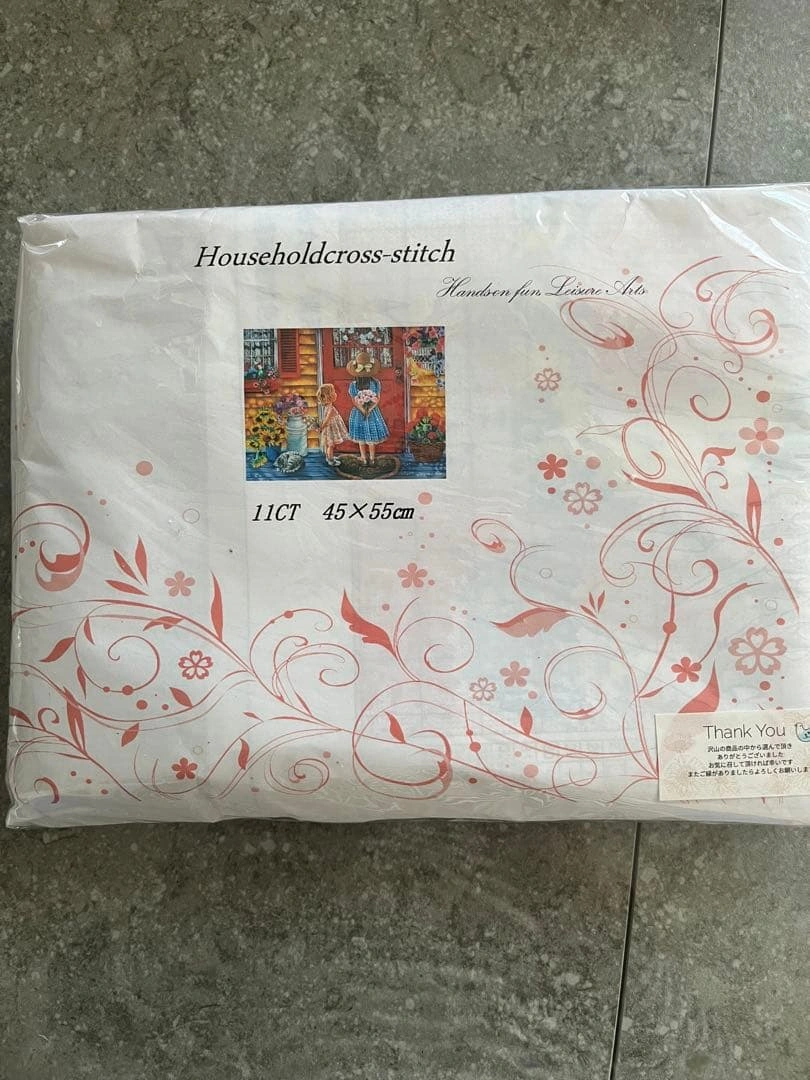 Householdcross-stitch
Hands-on fun, Leisure Arts
11CT 45×55cm
Thank You
沢山の商品の中から選んで頂き
ありがとうございました
お気に召して頂ければ幸いです
またご縁がありましたらよろしくお願いしま